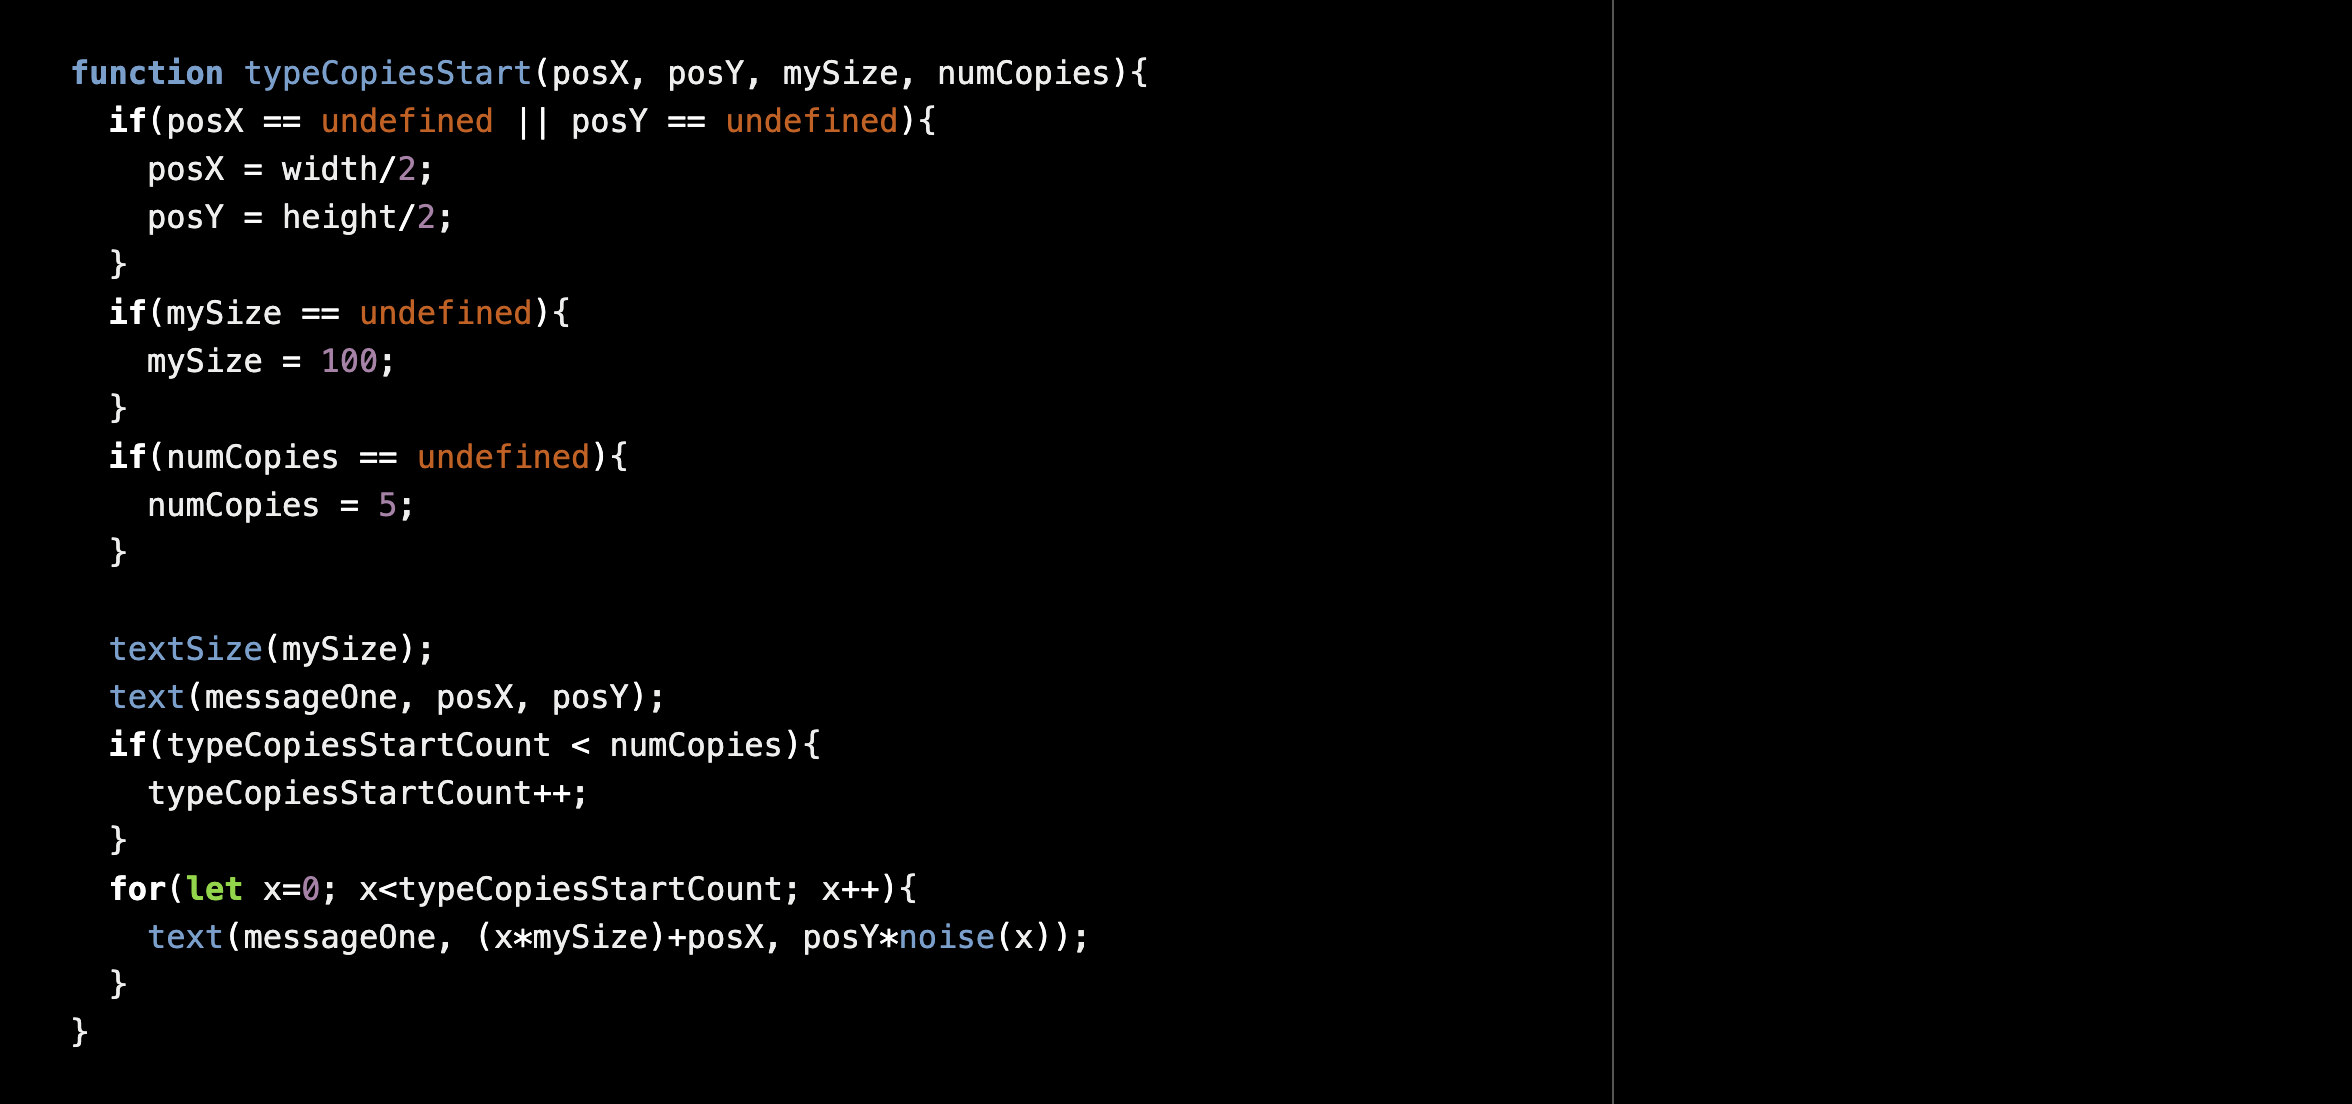 function typeCopiesStart(posX, posY, mySize, numCopies){
  if(posX == undefined || posY == undefined){
    posX = width/2;
    posY = height/2;
  }
  if(mySize == undefined){
    mySize = 100;
  }
  if(numCopies == undefined){
    numCopies = 5;
  }

  textSize(mySize);
  text(messageOne, posX, posY);
  if(typeCopiesStartCount < numCopies){
    typeCopiesStartCount++;
  }
  for(let x=0; x<typeCopiesStartCount; x++){
    text(messageOne, (x*mySize)+posX, posY*noise(x));
  }
}